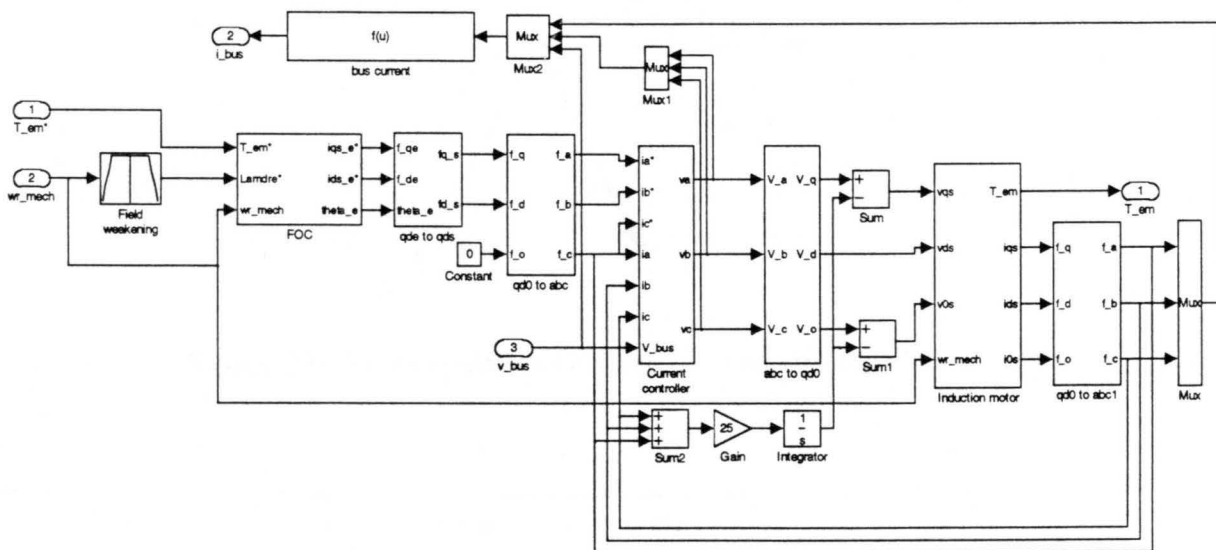 2
i_bus
f(u)
bus current
Mux
Mux2
Mux
Mux1
1
T_em*
2
wr_mech
Field
weakening
T_em*
Lamdre*
wr_mech
iqs_e*
ids_e*
theta_e
FOC
f_qe
f_de
theta_e
fq_s
fd_s
qde to qds
0
Constant
f_q
f_d
f_o
f_a
f_b
f_c
qd0 to abc
3
v_bus
ia*
ib*
ic*
ia
ib
ic
V_bus
va
vb
vc
Current
controller
V_a
V_b
V_c
V_q
V_d
V_o
abc to qd0
+
−
Sum
+
−
Sum1
vqs
vds
v0s
wr_mech
T_em
iqs
ids
i0s
Induction motor
1
T_em
f_q
f_d
f_o
f_a
f_b
f_c
qd0 to abc1
Mux
Mux
+
+
+
Sum2
25
Gain
1
s
Integrator